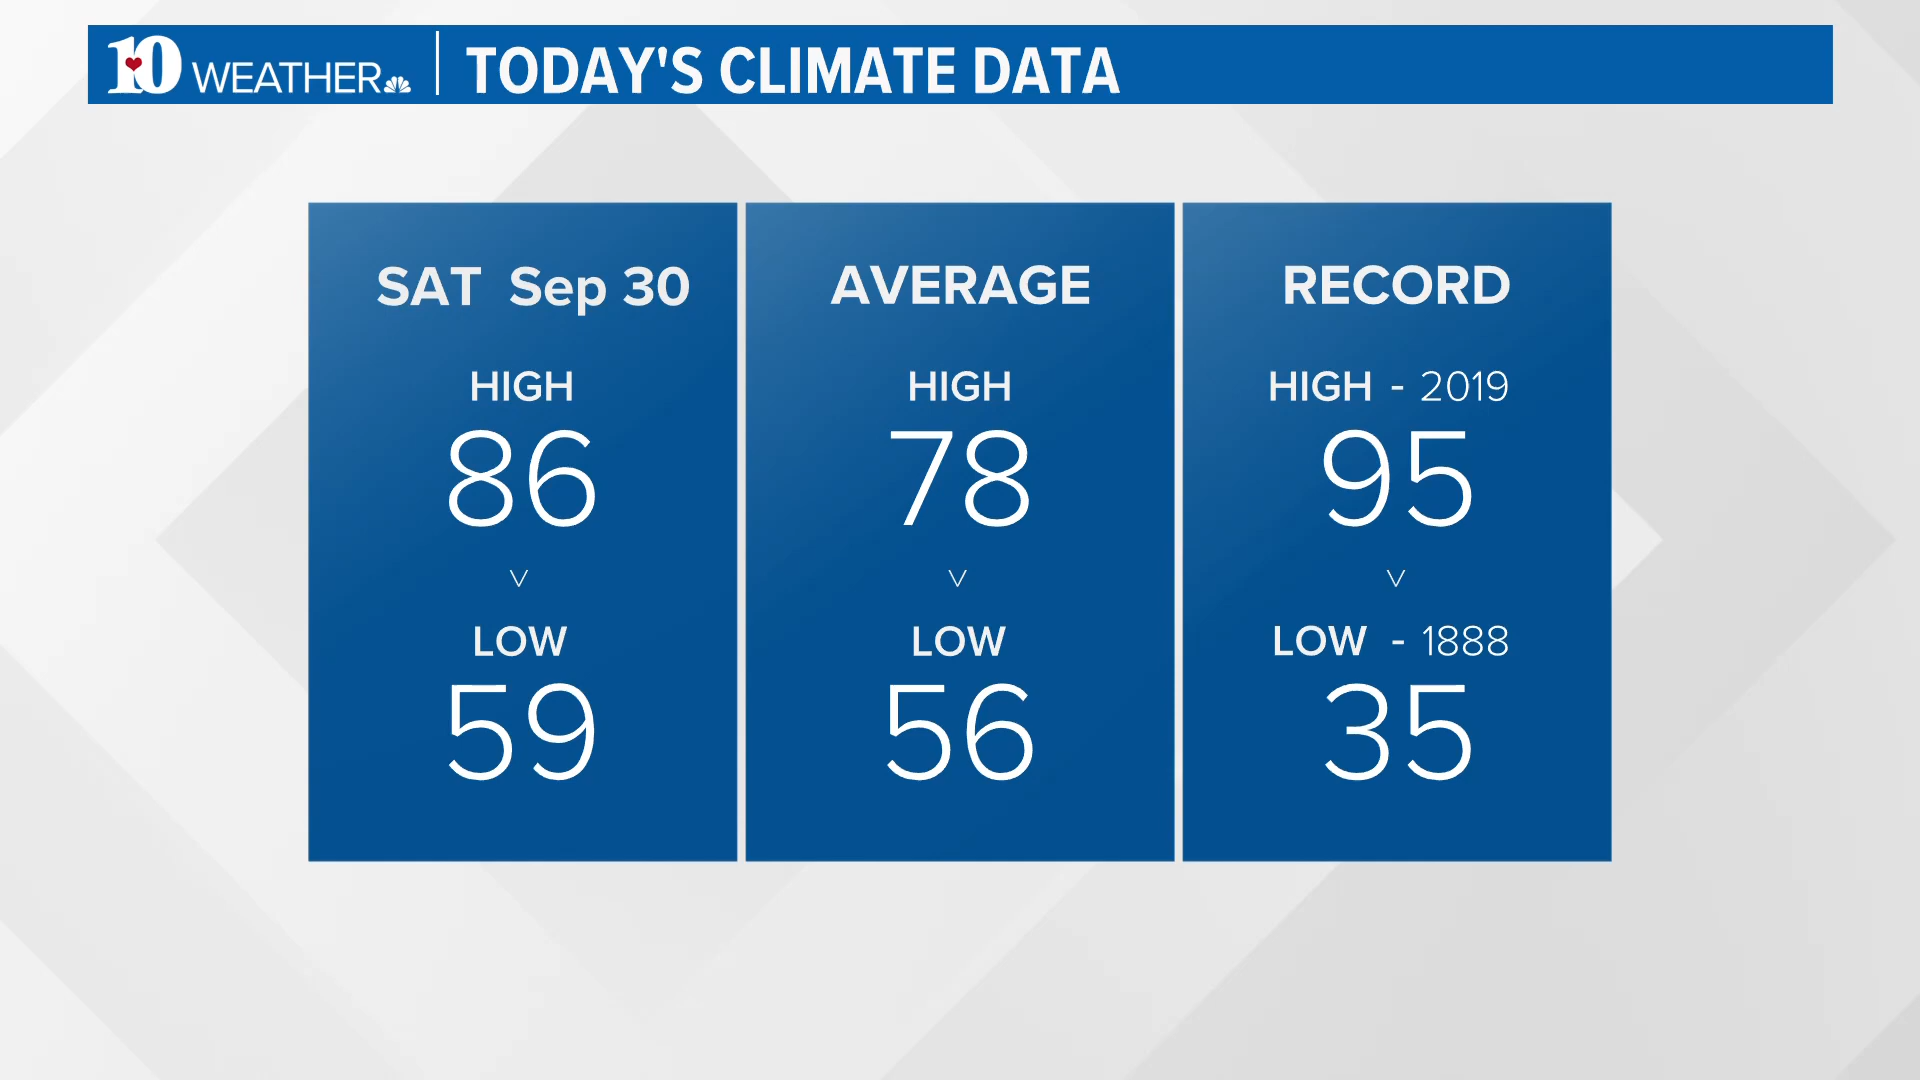 10 WEATHER TODAY'S CLIMATE DATA
SAT Sep 30
HIGH
86
LOW
59
AVERAGE
HIGH
78
LOW
56
RECORD
HIGH - 2019
95
LOW - 1888
35